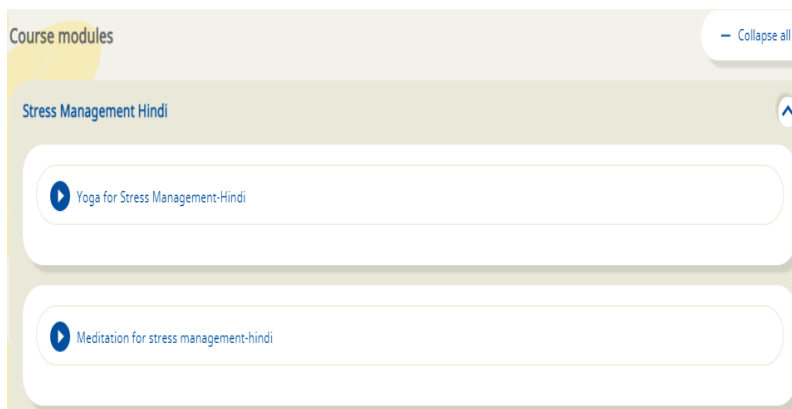 Course modules
– Collapse all
Stress Management Hindi
Yoga for Stress Management-Hindi
Meditation for stress management-hindi